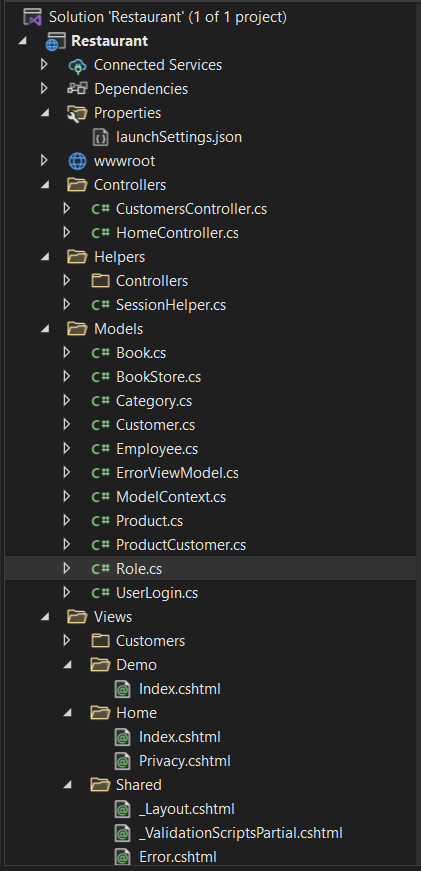 Solution 'Restaurant' (1 of 1 project)
Restaurant
Connected Services
Dependencies
Properties
launchSettings.json
wwwroot
Controllers
C# CustomersController.cs
C# HomeController.cs
Helpers
Controllers
C# SessionHelper.cs
Models
C# Book.cs
C# BookStore.cs
C# Category.cs
C# Customer.cs
C# Employee.cs
C# ErrorViewModel.cs
C# ModelContext.cs
C# Product.cs
C# ProductCustomer.cs
C# Role.cs
C# UserLogin.cs
Views
Customers
Demo
@ Index.cshtml
Home
@ Index.cshtml
@ Privacy.cshtml
Shared
@ _Layout.cshtml
@ _ValidationScriptsPartial.cshtml
@ Error.cshtml